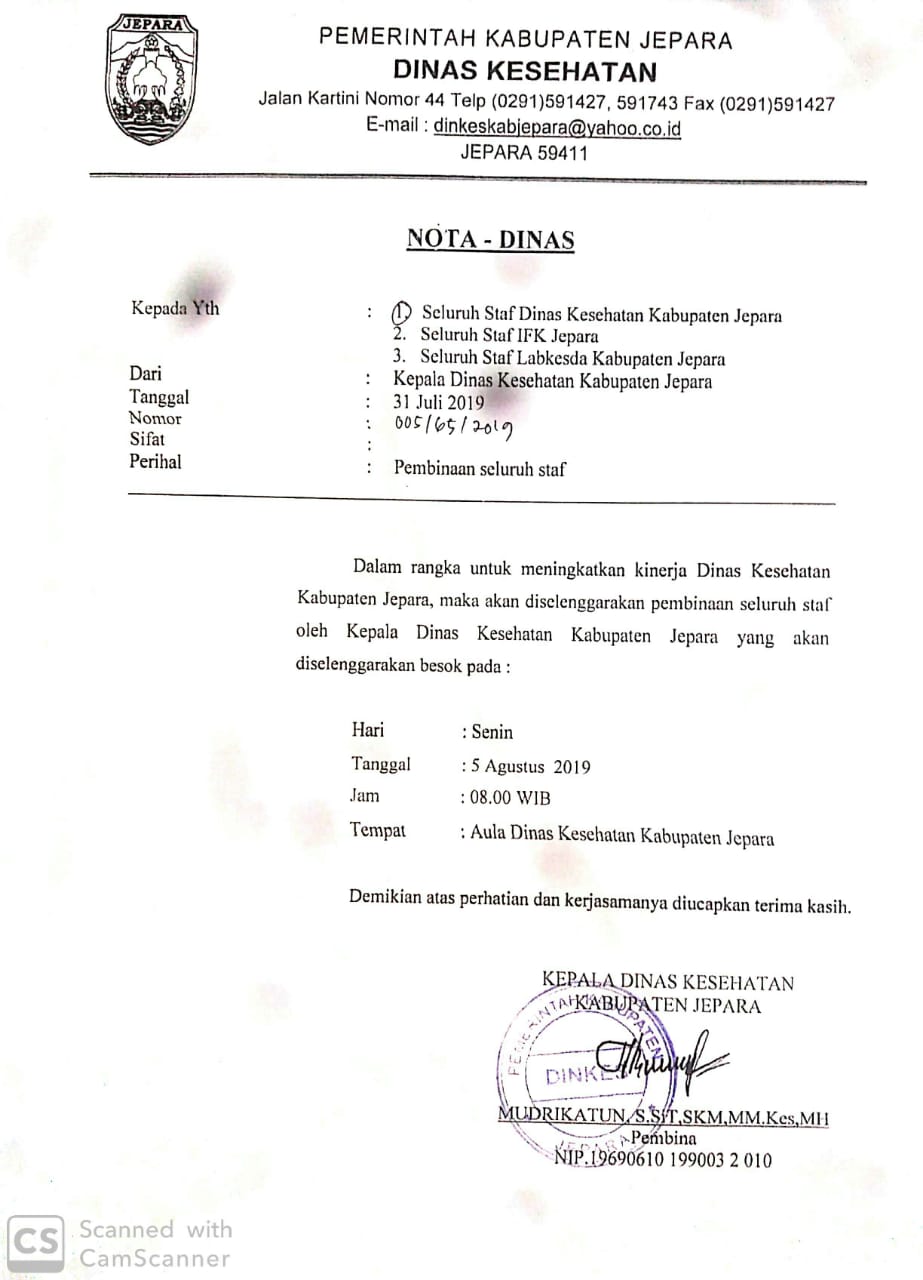 JEPARA
PEMERINTAH KABUPATEN JEPARA
DINAS KESEHATAN
Jalan Kartini Nomor 44 Telp (0291)591427, 591743 Fax (0291)591427
E-mail : dinkeskabjepara@yahoo.co.id
JEPARA 59411
NOTA - DINAS
Kepada Yth : 1. Seluruh Staf Dinas Kesehatan Kabupaten Jepara
2. Seluruh Staf IFK Jepara
3. Seluruh Staf Labkesda Kabupaten Jepara
Dari : Kepala Dinas Kesehatan Kabupaten Jepara
Tanggal : 31 Juli 2019
Nomor : 005/65/2019
Sifat :
Perihal : Pembinaan seluruh staf
Dalam rangka untuk meningkatkan kinerja Dinas Kesehatan
Kabupaten Jepara, maka akan diselenggarakan pembinaan seluruh staf
oleh Kepala Dinas Kesehatan Kabupaten Jepara yang akan
diselenggarakan besok pada :
Hari : Senin
Tanggal : 5 Agustus 2019
Jam : 08.00 WIB
Tempat : Aula Dinas Kesehatan Kabupaten Jepara
Demikian atas perhatian dan kerjasamanya diucapkan terima kasih.
KEPALA DINAS KESEHATAN
KABUPATEN JEPARA
PEMERINTAH KABUPATEN
DINKES
JEPARA
MUDRIKATUN, S.SiT,SKM,MM.Kes,MH
Pembina
NIP.19690610 199003 2 010
CS Scanned with
CamScanner